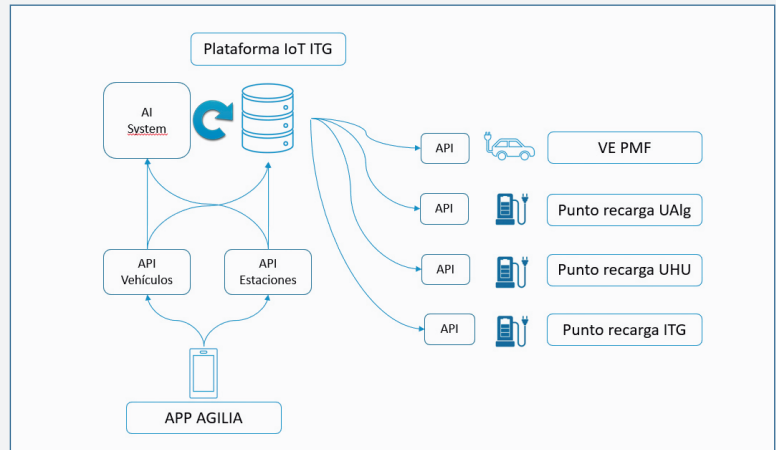 Plataforma IoT ITG
AI
System
API
VE PMF
API
Punto recarga UAlg
API
Vehículos
API
Estaciones
API
Punto recarga UHU
API
Punto recarga ITG
APP AGILIA